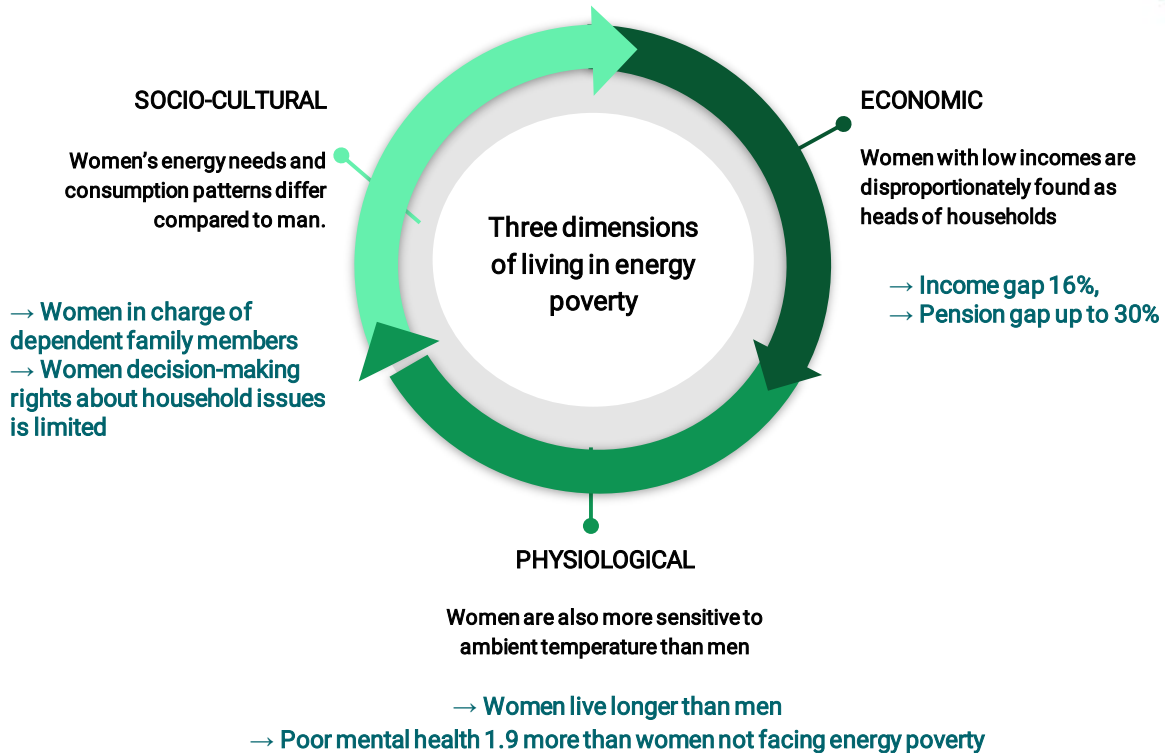 Three dimensions
of living in energy
poverty
SOCIO-CULTURAL
Women's energy needs and
consumption patterns differ
compared to man.
→ Women in charge of
dependent family members
→ Women decision-making
rights about household issues
is limited
ECONOMIC
Women with low incomes are
disproportionately found as
heads of households
→ Income gap 16%,
→ Pension gap up to 30%
PHYSIOLOGICAL
Women are also more sensitive to
ambient temperature than men
→ Women live longer than men
→ Poor mental health 1.9 more than women not facing energy poverty